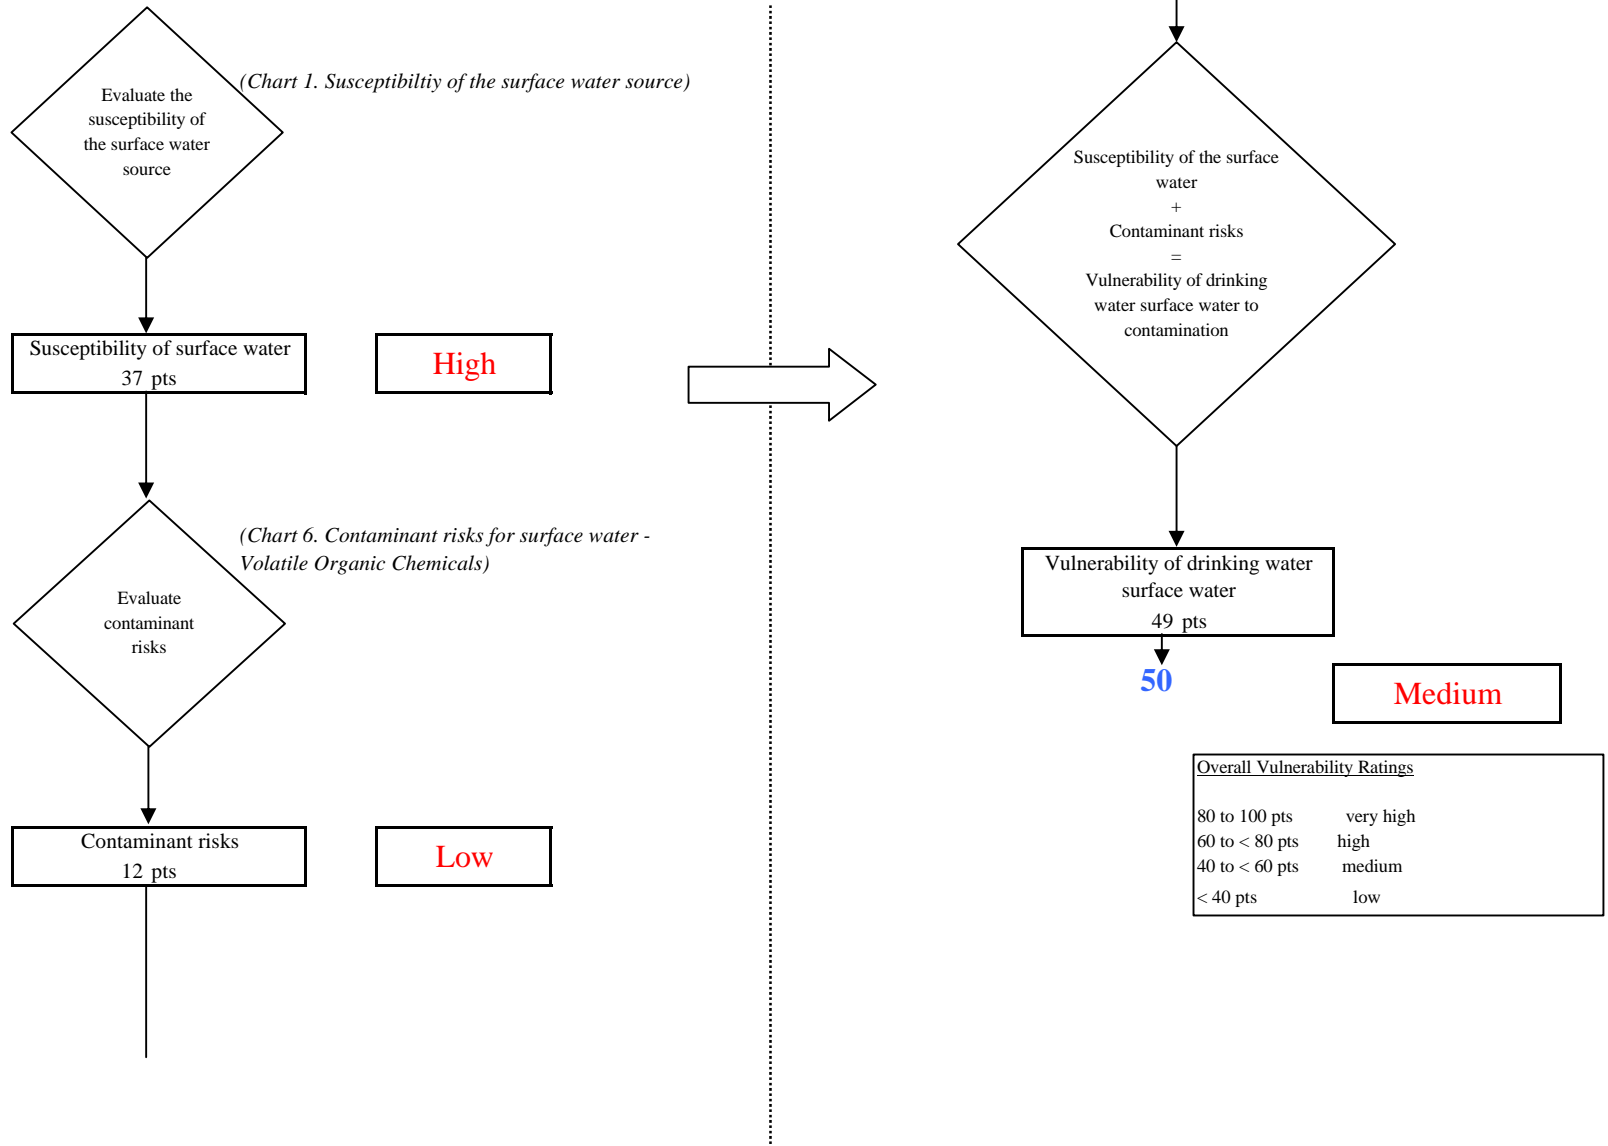 Evaluate the
susceptibility of
the surface water
source
(Chart 1. Susceptibiltiy of the surface water source)
Susceptibility of surface water
37 pts
High
(Chart 6. Contaminant risks for surface water -
Volatile Organic Chemicals)
Evaluate
contaminant
risks
Contaminant risks
12 pts
Low
Susceptibility of the surface
water
+
Contaminant risks
=
Vulnerability of drinking
water surface water to
contamination
Vulnerability of drinking water
surface water
49 pts
50
Medium
Overall Vulnerability Ratings
80 to 100 pts very high
60 to < 80 pts high
40 to < 60 pts medium
< 40 pts low